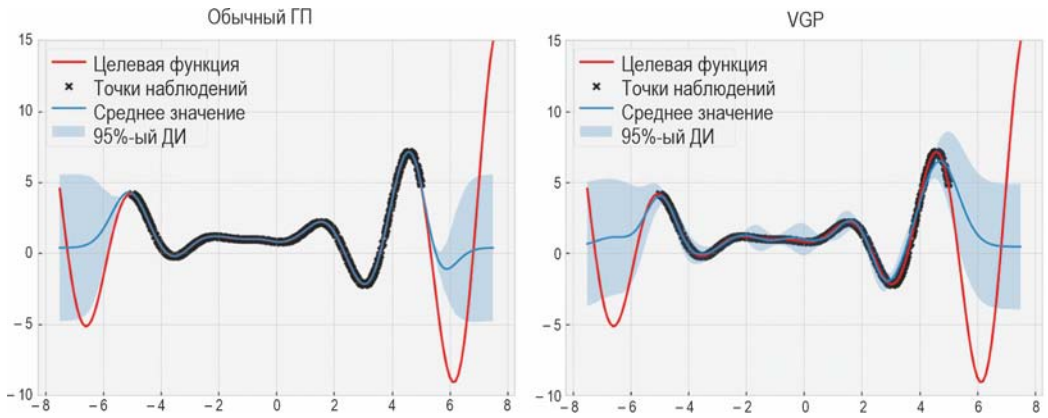 Обычный ГП
15
10
5
0
– 5
– 10
Целевая функция
Точки наблюдений
Среднее значение
95%-ый ДИ
– 8 – 6 – 4 – 2 0 2 4 6 8
VGP
15
10
5
0
– 5
– 10
Целевая функция
Точки наблюдений
Среднее значение
95%-ый ДИ
– 8 – 6 – 4 – 2 0 2 4 6 8